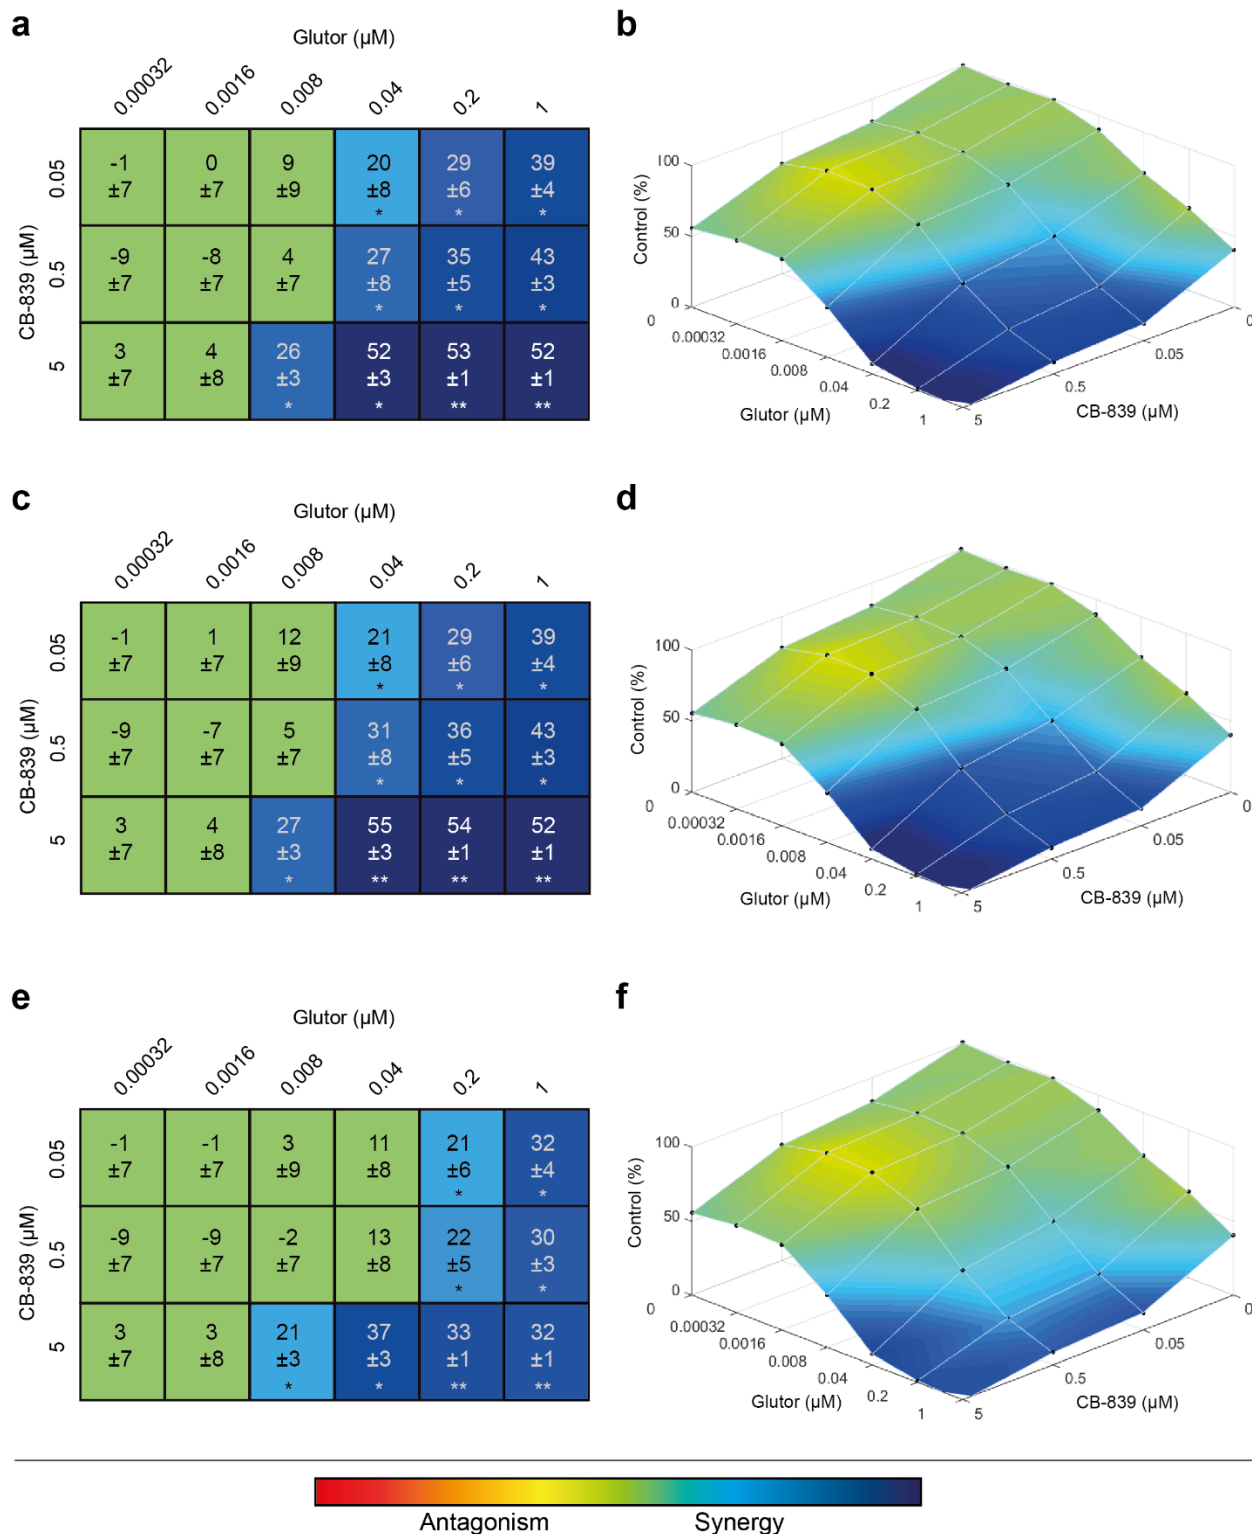 a
Glutor (µM)
0.00032 0.0016 0.008 0.04 0.2 1
CB-839 (µM)
0.05
-1 0 9 20 29 39
±7 ±7 ±9 ±8 ±6 ±4
* * *
0.5
-9 -8 4 27 35 43
±7 ±7 ±7 ±8 ±5 ±3
* * *
5
3 4 26 52 53 52
±7 ±8 ±3 ±3 ±1 ±1
* * ** **
b
Control (%)
100
50
0
0 0.00032 0.0016 0.008 0.04 0.2 1
Glutor (µM)
5 0.5 0.05 0
CB-839 (µM)
c
Glutor (µM)
0.00032 0.0016 0.008 0.04 0.2 1
CB-839 (µM)
0.05
-1 1 12 21 29 39
±7 ±7 ±9 ±8 ±6 ±4
* * *
0.5
-9 -7 5 31 36 43
±7 ±7 ±7 ±8 ±5 ±3
* * *
5
3 4 27 55 54 52
±7 ±8 ±3 ±3 ±1 ±1
* ** ** **
d
Control (%)
100
50
0
0 0.00032 0.0016 0.008 0.04 0.2 1
Glutor (µM)
5 0.5 0.05 0
CB-839 (µM)
e
Glutor (µM)
0.00032 0.0016 0.008 0.04 0.2 1
CB-839 (µM)
0.05
-1 -1 3 11 21 32
±7 ±7 ±9 ±8 ±6 ±4
* *
0.5
-9 -9 -2 13 22 30
±7 ±7 ±7 ±8 ±5 ±3
* *
5
3 3 21 37 33 32
±7 ±8 ±3 ±3 ±1 ±1
* * ** **
f
Control (%)
100
50
0
0 0.00032 0.0016 0.008 0.04 0.2 1
Glutor (µM)
5 0.5 0.05 0
CB-839 (µM)
Antagonism Synergy